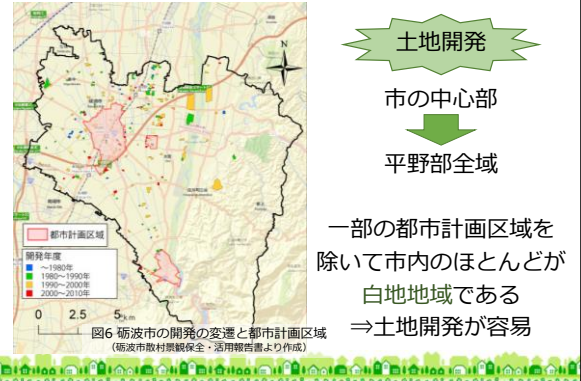 土地開発
市の中心部
平野部全域
一部の都市計画区域を
除いて市内のほとんどが
白地地域である
⇒土地開発が容易
N
都市計画区域
開発年度
～1980年
1980～1990年
1990～2000年
2000～2010年
0 2.5 5 km
図6 砺波市の開発の変遷と都市計画区域
（砺波市散村景観保全・活用報告書より作成）